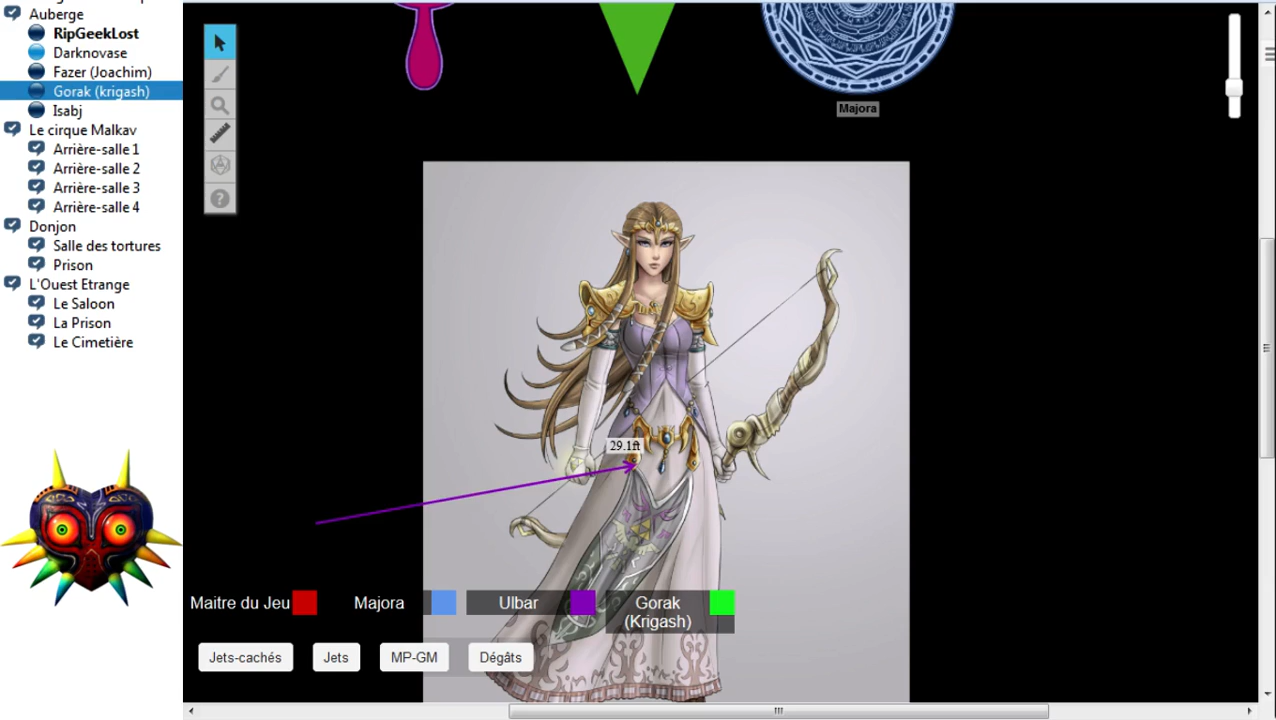 Auberge
RipGeekLost
Darknovase
Fazer (Joachim)
Gorak (krigash)
Isabj
Le cirque Malkav
Arrière-salle 1
Arrière-salle 2
Arrière-salle 3
Arrière-salle 4
Donjon
Salle des tortures
Prison
L'Ouest Etrange
Le Saloon
La Prison
Le Cimetière
Majora
29.1ft
Maitre du Jeu
Majora
Ulbar
Gorak
(Krigash)
Jets-cachés
Jets
MP-GM
Dégâts